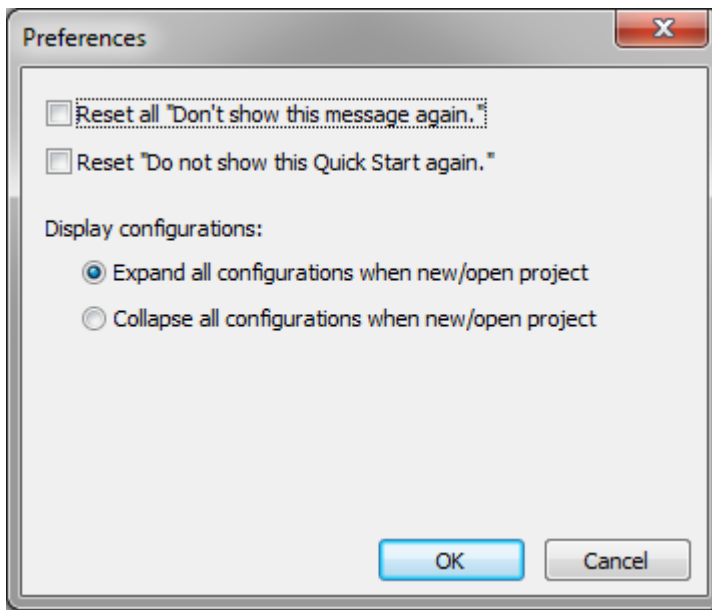 Preferences
Reset all "Don't show this message again."
Reset "Do not show this Quick Start again."
Display configurations:
Expand all configurations when new/open project
Collapse all configurations when new/open project
OK
Cancel